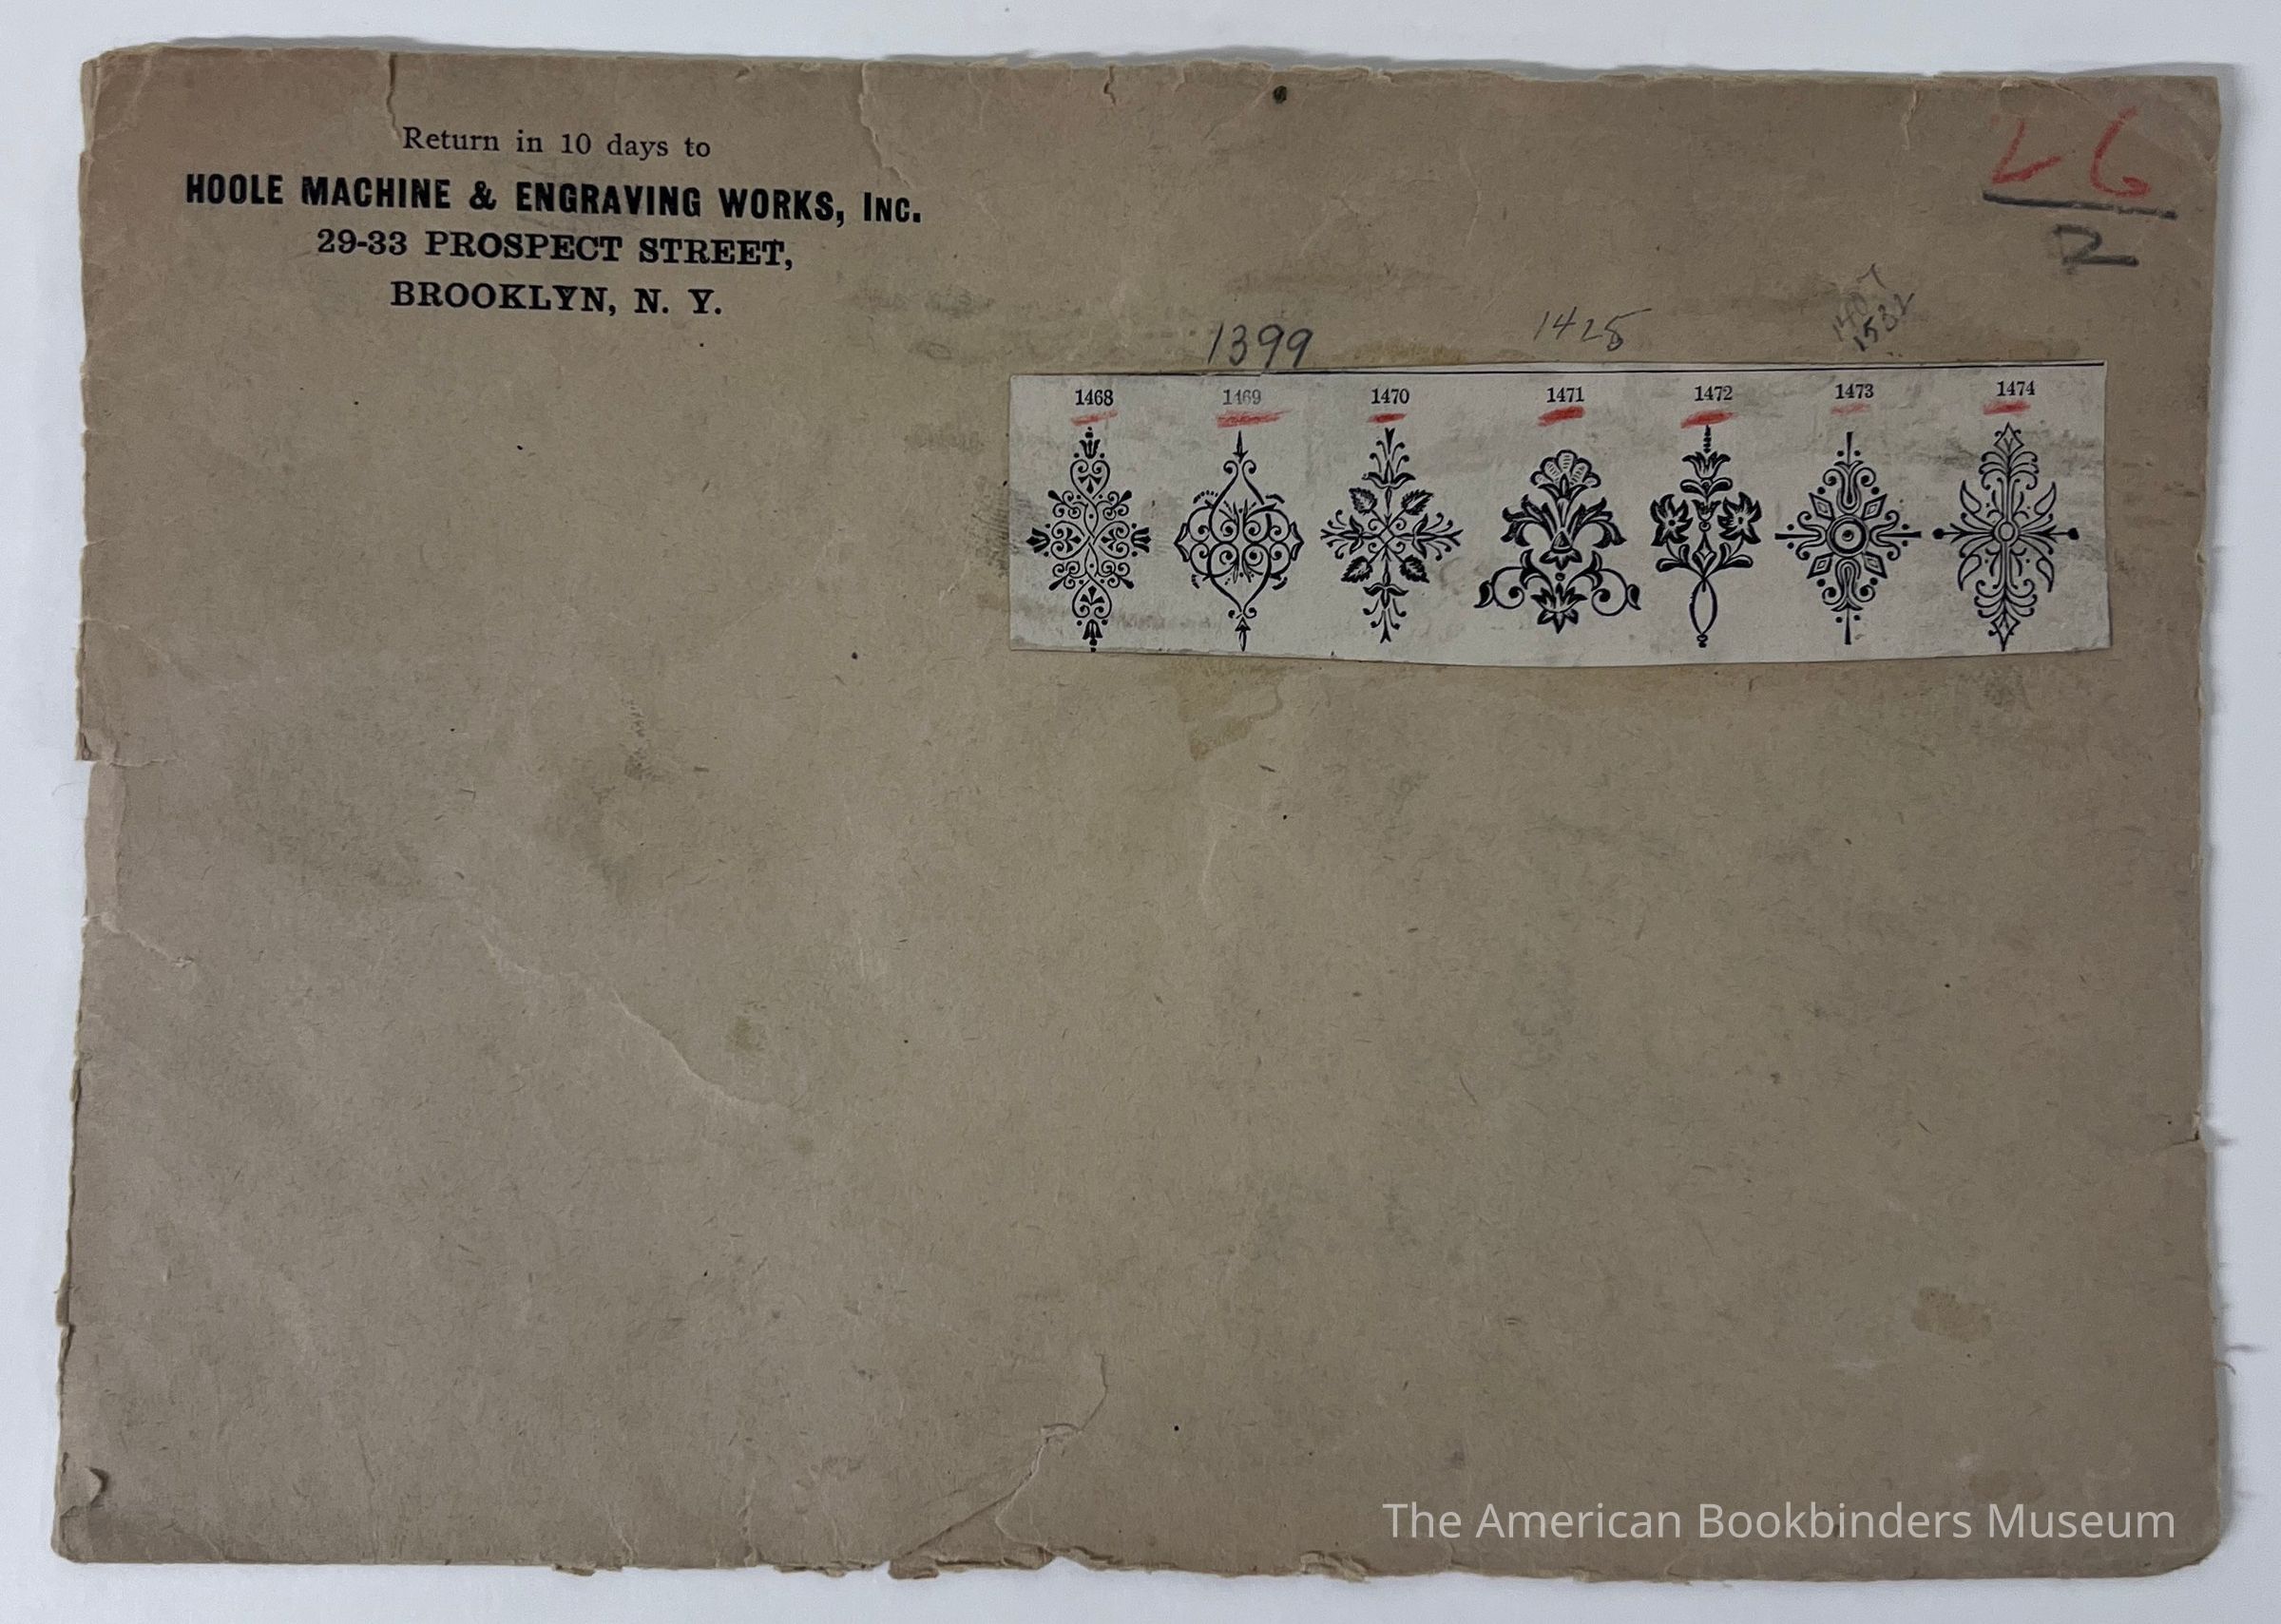 Return in 10 days to
HOOLE MACHINE & ENGRAVING WORKS, INC.
29-33 PROSPECT STREET,
BROOKLYN, N. Y.
1399 1425
1468 1469 1470 1471 1472 1473 1474
The American Bookbinders Museum